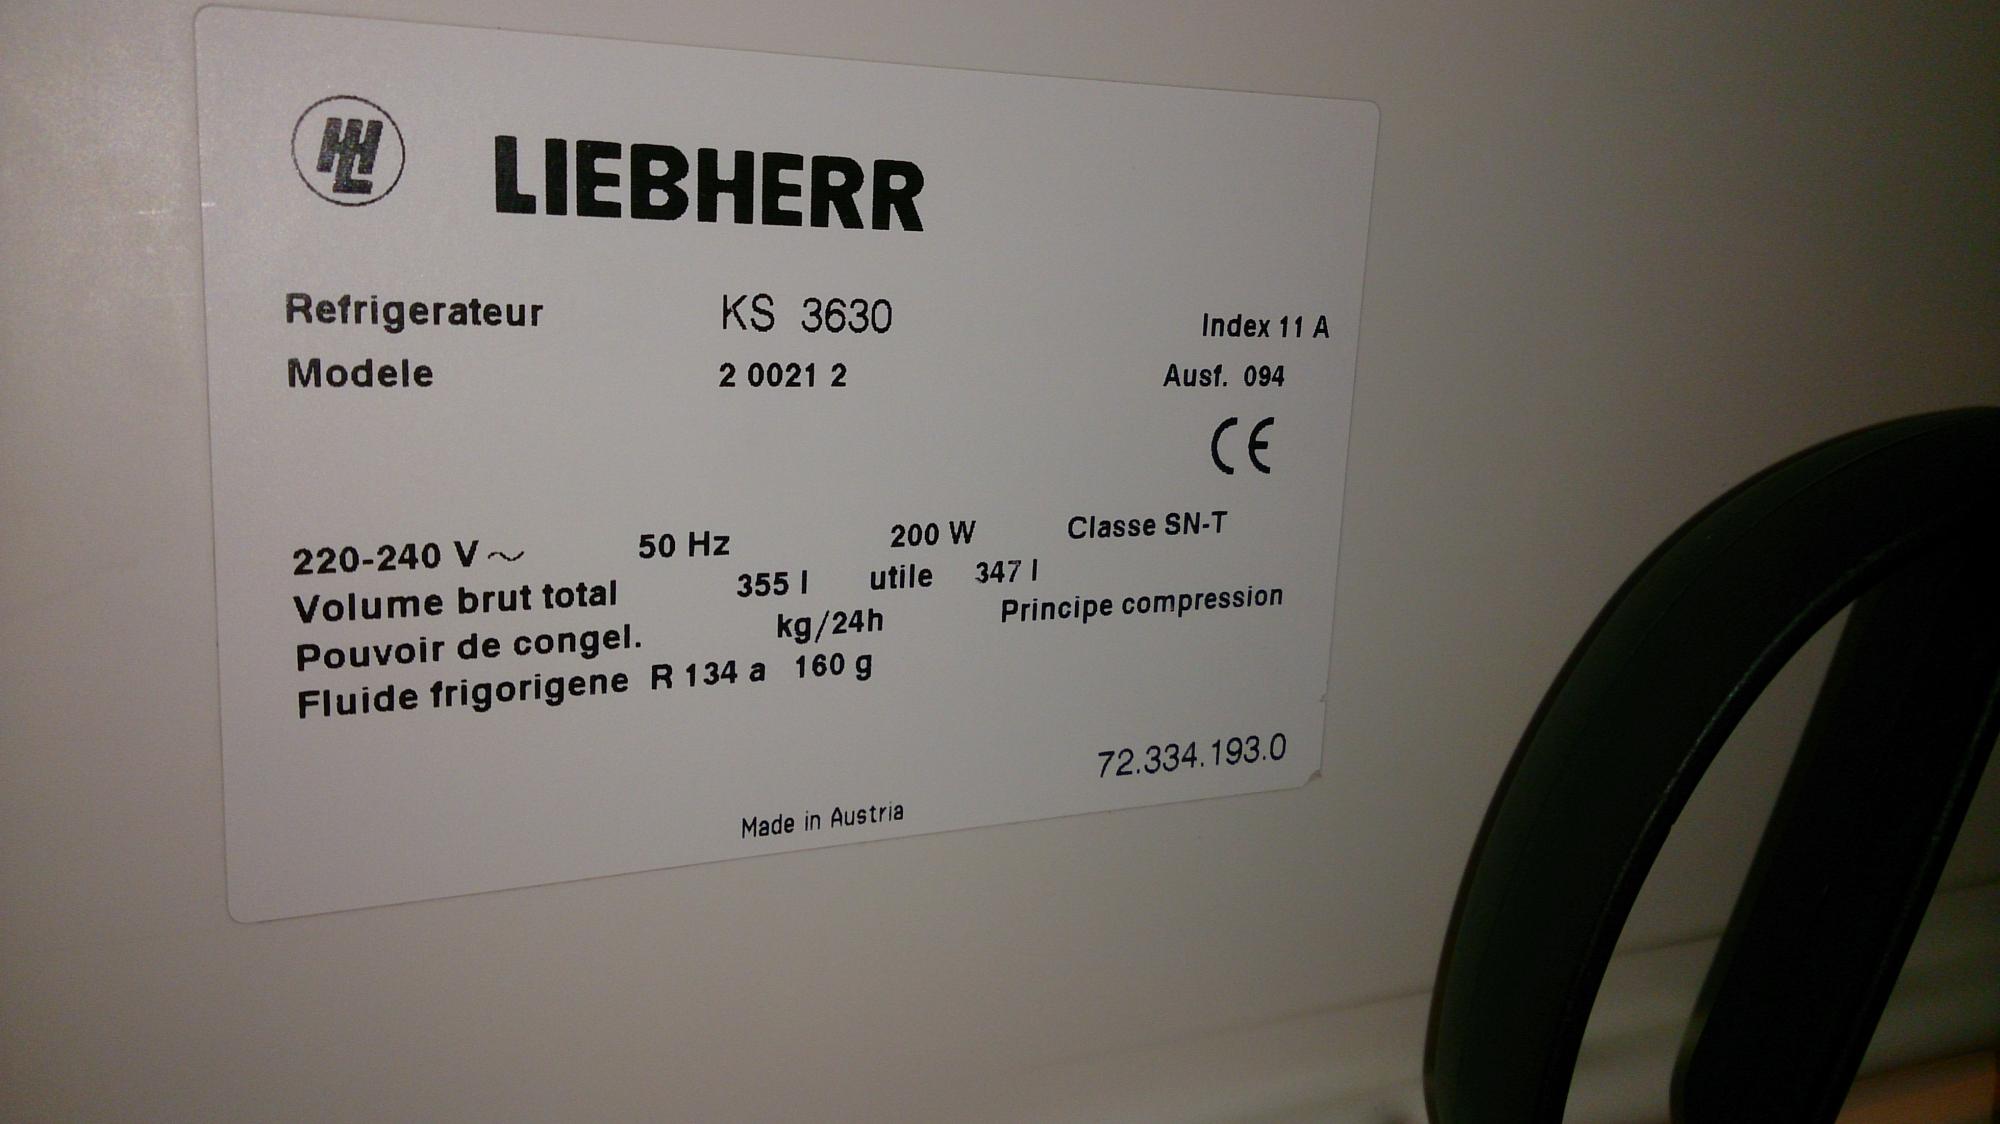 HLL LIEBHERR
Refrigerateur KS 3630 Index 11 A
Modele 2 0021 2 Ausf. 094
CE
220-240 V~ 50 Hz 200 W Classe SN-T
Volume brut total 355 l utile 347 l
Pouvoir de congel. kg/24h Principe compression
Fluide frigorigene R 134 a 160 g
72.334.193.0
Made in Austria